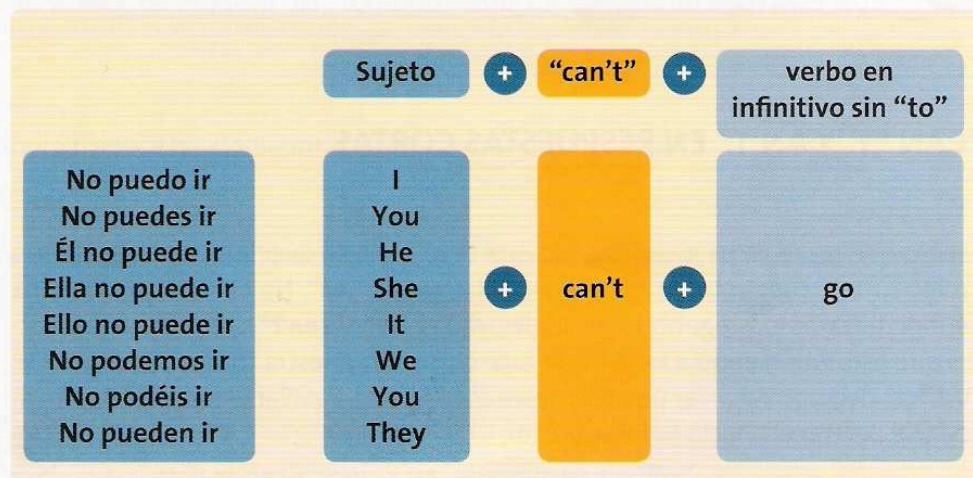 Sujeto + “can't” + verbo en
infinitivo sin “to”
No puedo ir I
No puedes ir You
Él no puede ir He
Ella no puede ir She + can't + go
Ello no puede ir It
No podemos ir We
No podéis ir You
No pueden ir They